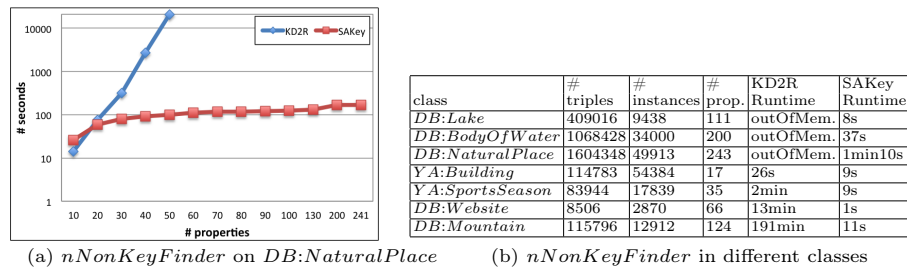 10000
1000
100
10
1
# seconds
KD2R SAKey
10 20 30 40 50 60 70 80 90 100 130 200 241
# properties
(a) nNonKeyFinder on DB:NaturalPlace
# # # KD2R SAKey
class triples instances prop. Runtime Runtime
DB:Lake 409016 9438 111 outOfMem. 8s
DB:BodyOfWater 1068428 34000 200 outOfMem. 37s
DB:NaturalPlace 1604348 49913 243 outOfMem. 1min10s
YA:Building 114783 54384 17 26s 9s
YA:SportsSeason 83944 17839 35 2min 9s
DB:Website 8506 2870 66 13min 1s
DB:Mountain 115796 12912 124 191min 11s
(b) nNonKeyFinder in different classes